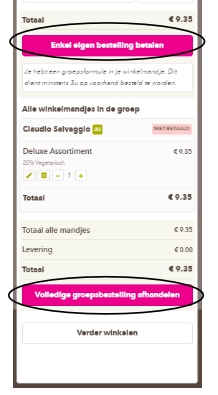 Totaal € 9.35
Enkel eigen bestelling betalen
Je hebt een groepsformule in je winkelmandje. Dit
dient minstens 3u op voorhand besteld te worden.
Alle winkelmandjes in de groep
Claudio Salvaggio Jij NIET BETAALD
Deluxe Assortiment € 9.35
20% Vegetarisch
− 1 +
Totaal € 9.35
Totaal alle mandjes € 9.35
Levering € 0.00
Totaal € 9.35
Volledige groepsbestelling afhandelen
Verder winkelen